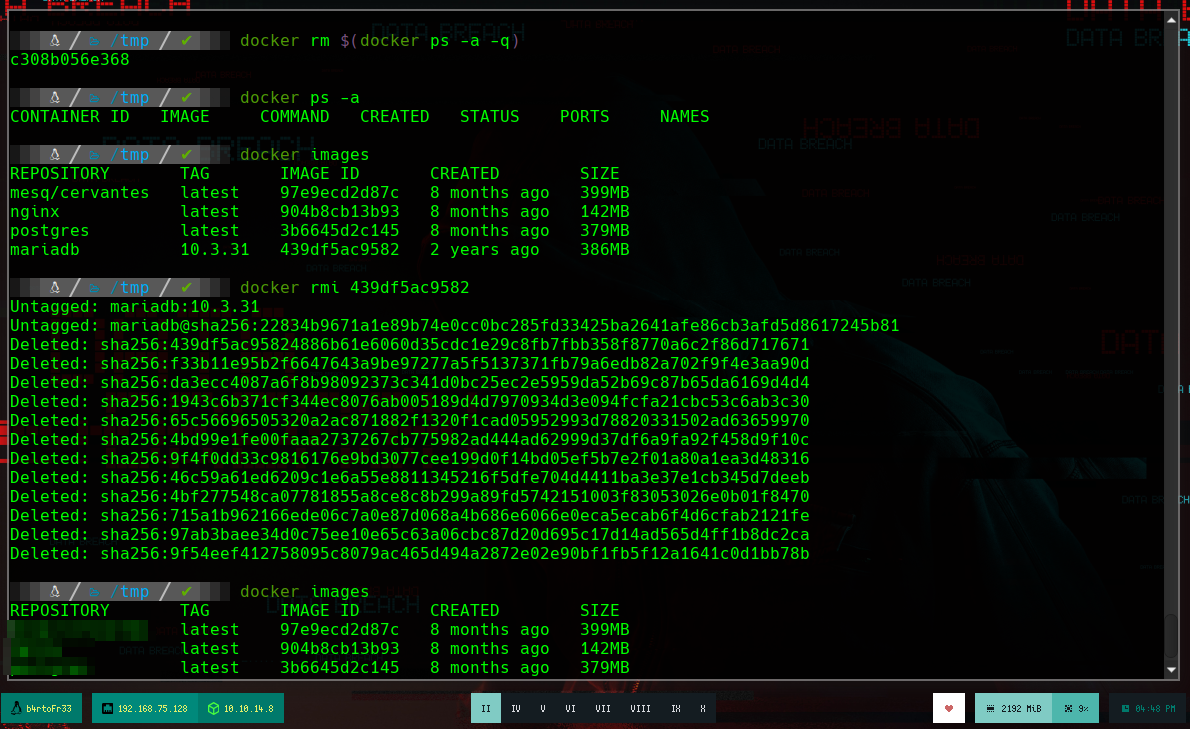 / /tmp / ✔ docker rm $(docker ps -a -q)
c308b056e368
/ /tmp / ✔ docker ps -a
CONTAINER ID IMAGE COMMAND CREATED STATUS PORTS NAMES
/ /tmp / ✔ docker images
REPOSITORY TAG IMAGE ID CREATED SIZE
mesq/cervantes latest 97e9ecd2d87c 8 months ago 399MB
nginx latest 904b8cb13b93 8 months ago 142MB
postgres latest 3b6645d2c145 8 months ago 379MB
mariadb 10.3.31 439df5ac9582 2 years ago 386MB
/ /tmp / ✔ docker rmi 439df5ac9582
Untagged: mariadb:10.3.31
Untagged: mariadb@sha256:22834b9671a1e89b74e0cc0bc285fd33425ba2641afe86cb3afd5d8617245b81
Deleted: sha256:439df5ac95824886b61e6060d35cdc1e29c8fb7fbb358f8770a6c2f86d717671
Deleted: sha256:f33b11e95b2f6647643a9be97277a5f5137371fb79a6edb82a702f9f4e3aa90d
Deleted: sha256:da3ecc4087a6f8b98092373c341d0bc25ec2e5959da52b69c87b65da6169d4d4
Deleted: sha256:1943c6b371cf344ec8076ab005189d4d7970934d3e094fcfa21cbc53c6ab3c30
Deleted: sha256:65c56696505320a2ac871882f1320f1cad05952993d78820331502ad63659970
Deleted: sha256:4bd99e1fe00faaa2737267cb775982ad444ad62999d37df6a9fa92f458d9f10c
Deleted: sha256:9f4f0dd33c9816176e9bd3077cee199d0f14bd05ef5b7e2f01a80a1ea3d48316
Deleted: sha256:46c59a61ed6209c1e6a55e8811345216f5dfe704d4411ba3e37e1cb345d7deeb
Deleted: sha256:4bf277548ca07781855a8ce8c8b299a89fd5742151003f83053026e0b01f8470
Deleted: sha256:715a1b962166ede06c7a0e87d068a4b686e6066e0eca5ecab6f4d6cfab2121fe
Deleted: sha256:97ab3baee34d0c75ee10e65c63a06cbc87d20d695c17d14ad565d4ff1b8dc2ca
Deleted: sha256:9f54eef412758095c8079ac465d494a2872e02e90bf1fb5f12a1641c0d1bb78b
/ /tmp / ✔ docker images
REPOSITORY TAG IMAGE ID CREATED SIZE
latest 97e9ecd2d87c 8 months ago 399MB
latest 904b8cb13b93 8 months ago 142MB
latest 3b6645d2c145 8 months ago 379MB
b4rtoFr33 192.168.75.128 10.10.14.8 II IV V VI VII VIII IX X 2192 MiB 9% 04:48 PM
DATA BREACH
DATA BREACH
DATA BREACH
DATA BREACH